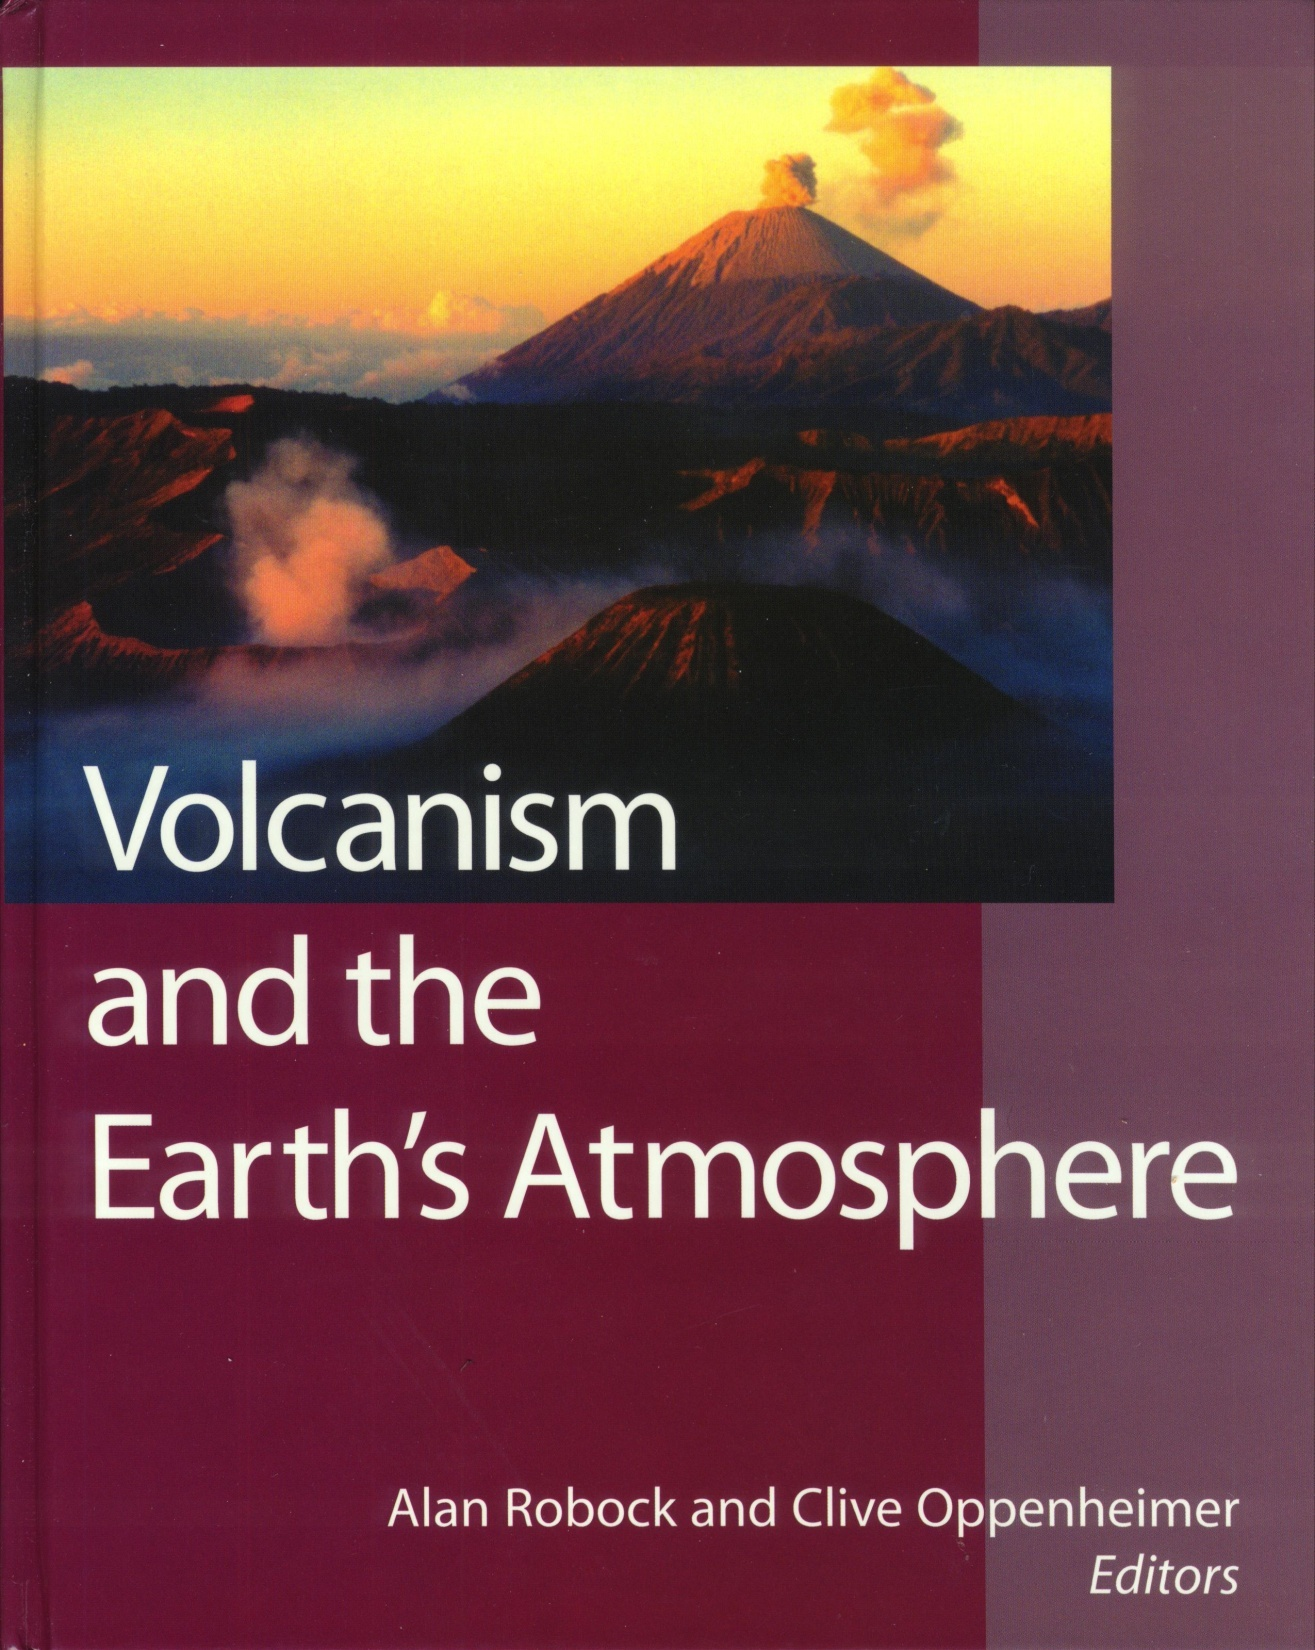 Volcanism
and the
Earth's Atmosphere
Alan Robock and Clive Oppenheimer
Editors